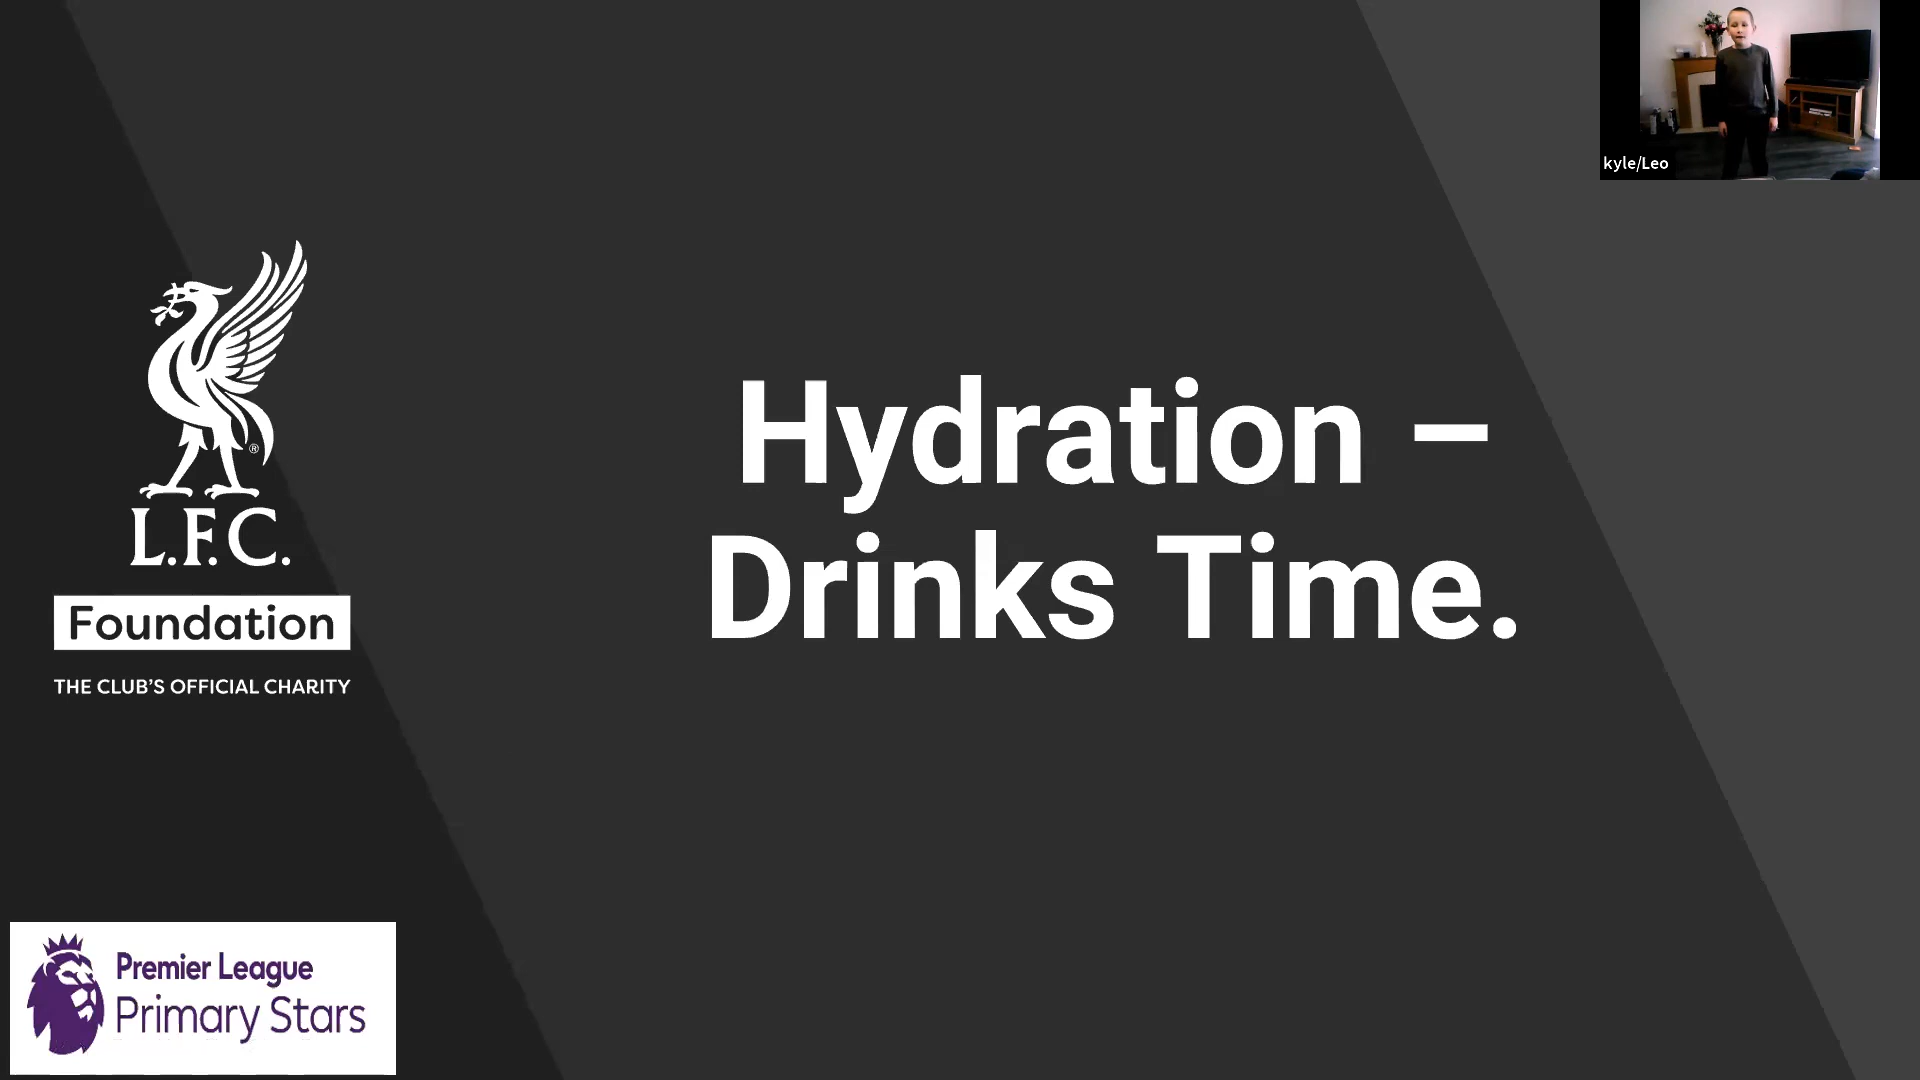 kyle/Leo
Hydration –
Drinks Time.
L.F.C.
®
Foundation
THE CLUB'S OFFICIAL CHARITY
Premier League
Primary Stars